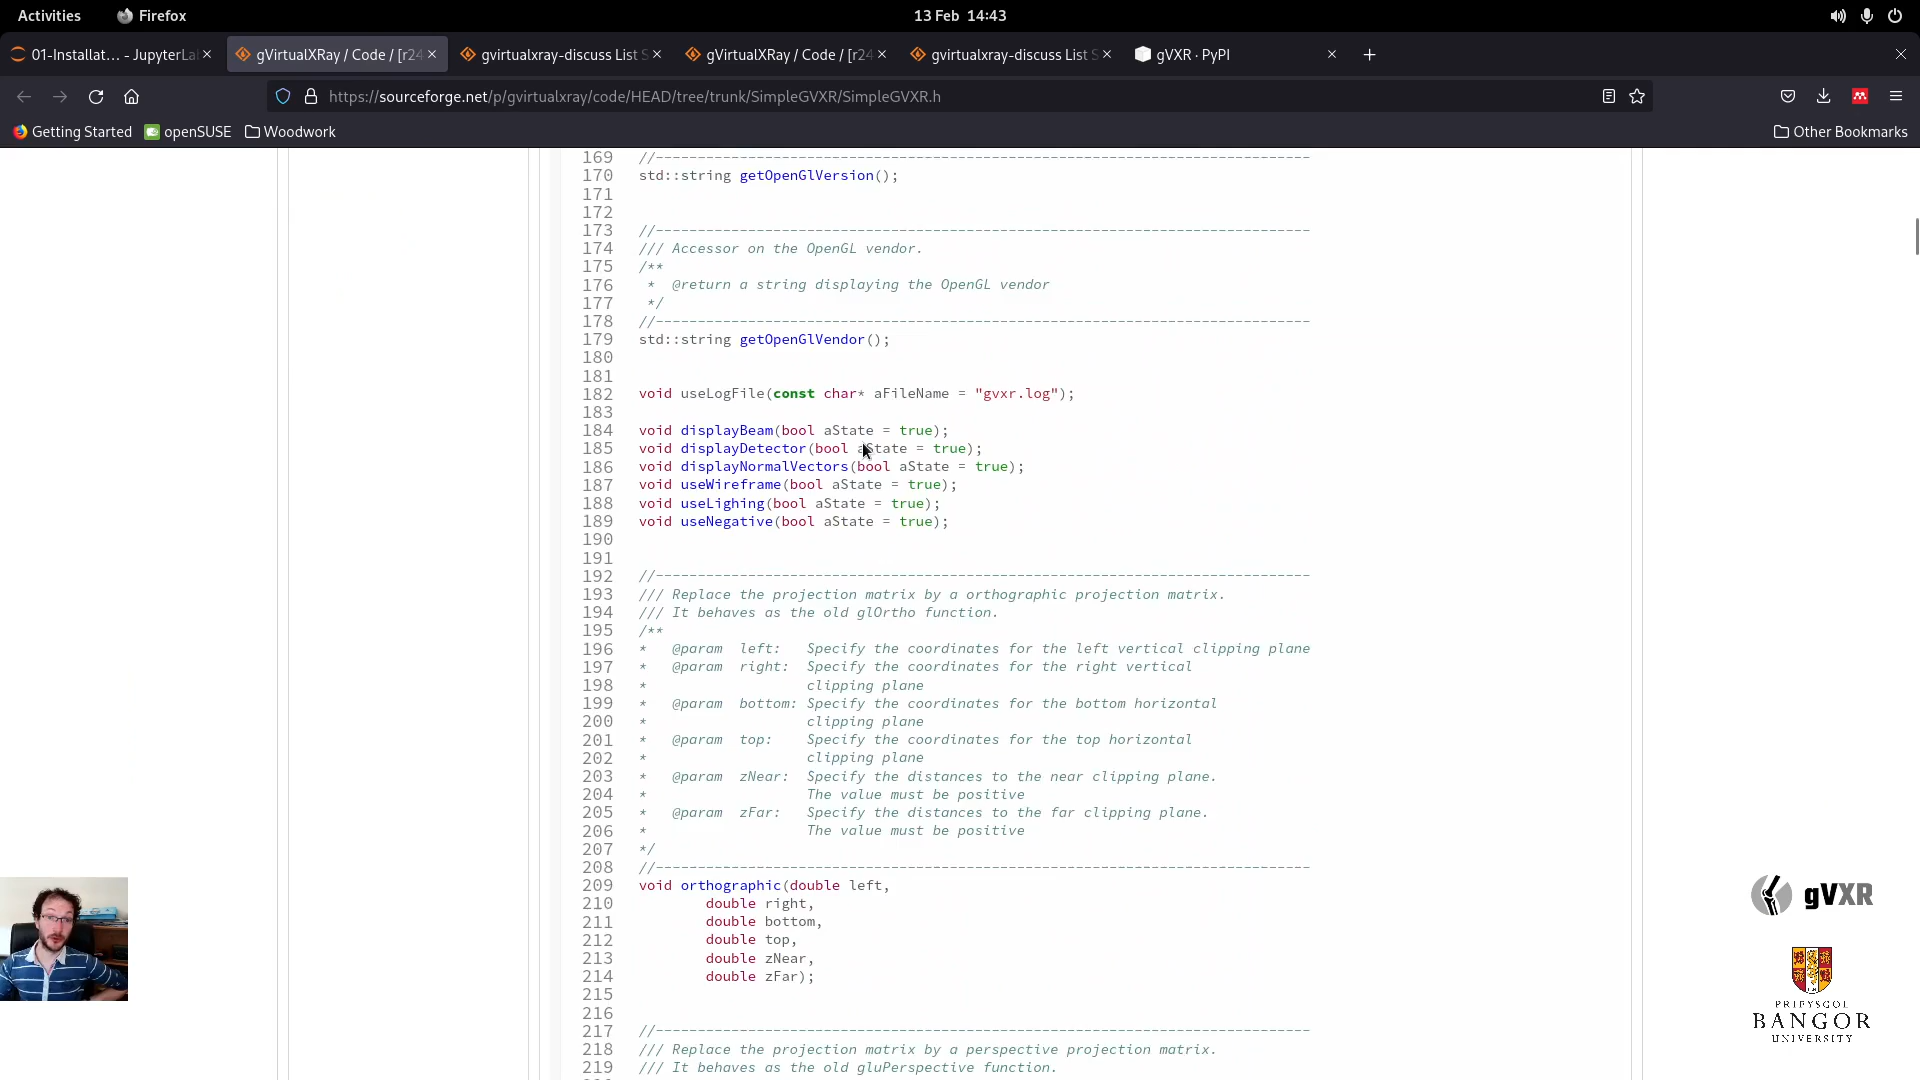 Activities Firefox 13 Feb 14:43
01-Installat... - JupyterLa gVirtualXRay / Code / [r24 gvirtualxray-discuss List S gVirtualXRay / Code / [r24 gvirtualxray-discuss List S gVXR · PyPI
https://sourceforge.net/p/gvirtualxray/code/HEAD/tree/trunk/SimpleGVXR/SimpleGVXR.h
Getting Started openSUSE Woodwork Other Bookmarks
169 //------------------------------------------------------------------------------
170 std::string getOpenGlVersion();
171
172
173 //------------------------------------------------------------------------------
174 /// Accessor on the OpenGL vendor.
175 /**
176 * @return a string displaying the OpenGL vendor
177 */
178 //------------------------------------------------------------------------------
179 std::string getOpenGlVendor();
180
181
182 void useLogFile(const char* aFileName = "gvxr.log");
183
184 void displayBeam(bool aState = true);
185 void displayDetector(bool aState = true);
186 void displayNormalVectors(bool aState = true);
187 void useWireframe(bool aState = true);
188 void useLighing(bool aState = true);
189 void useNegative(bool aState = true);
190
191
192 //------------------------------------------------------------------------------
193 /// Replace the projection matrix by a orthographic projection matrix.
194 /// It behaves as the old glOrtho function.
195 /**
196 * @param left: Specify the coordinates for the left vertical clipping plane
197 * @param right: Specify the coordinates for the right vertical
198 * clipping plane
199 * @param bottom: Specify the coordinates for the bottom horizontal
200 * clipping plane
201 * @param top: Specify the coordinates for the top horizontal
202 * clipping plane
203 * @param zNear: Specify the distances to the near clipping plane.
204 * The value must be positive
205 * @param zFar: Specify the distances to the far clipping plane.
206 * The value must be positive
207 */
208 //------------------------------------------------------------------------------
209 void orthographic(double left,
210 double right,
211 double bottom,
212 double top,
213 double zNear,
214 double zFar);
215
216
217 //------------------------------------------------------------------------------
218 /// Replace the projection matrix by a perspective projection matrix.
219 /// It behaves as the old gluPerspective function.
gVXR
PRIFYSGOL
BANGOR
UNIVERSITY